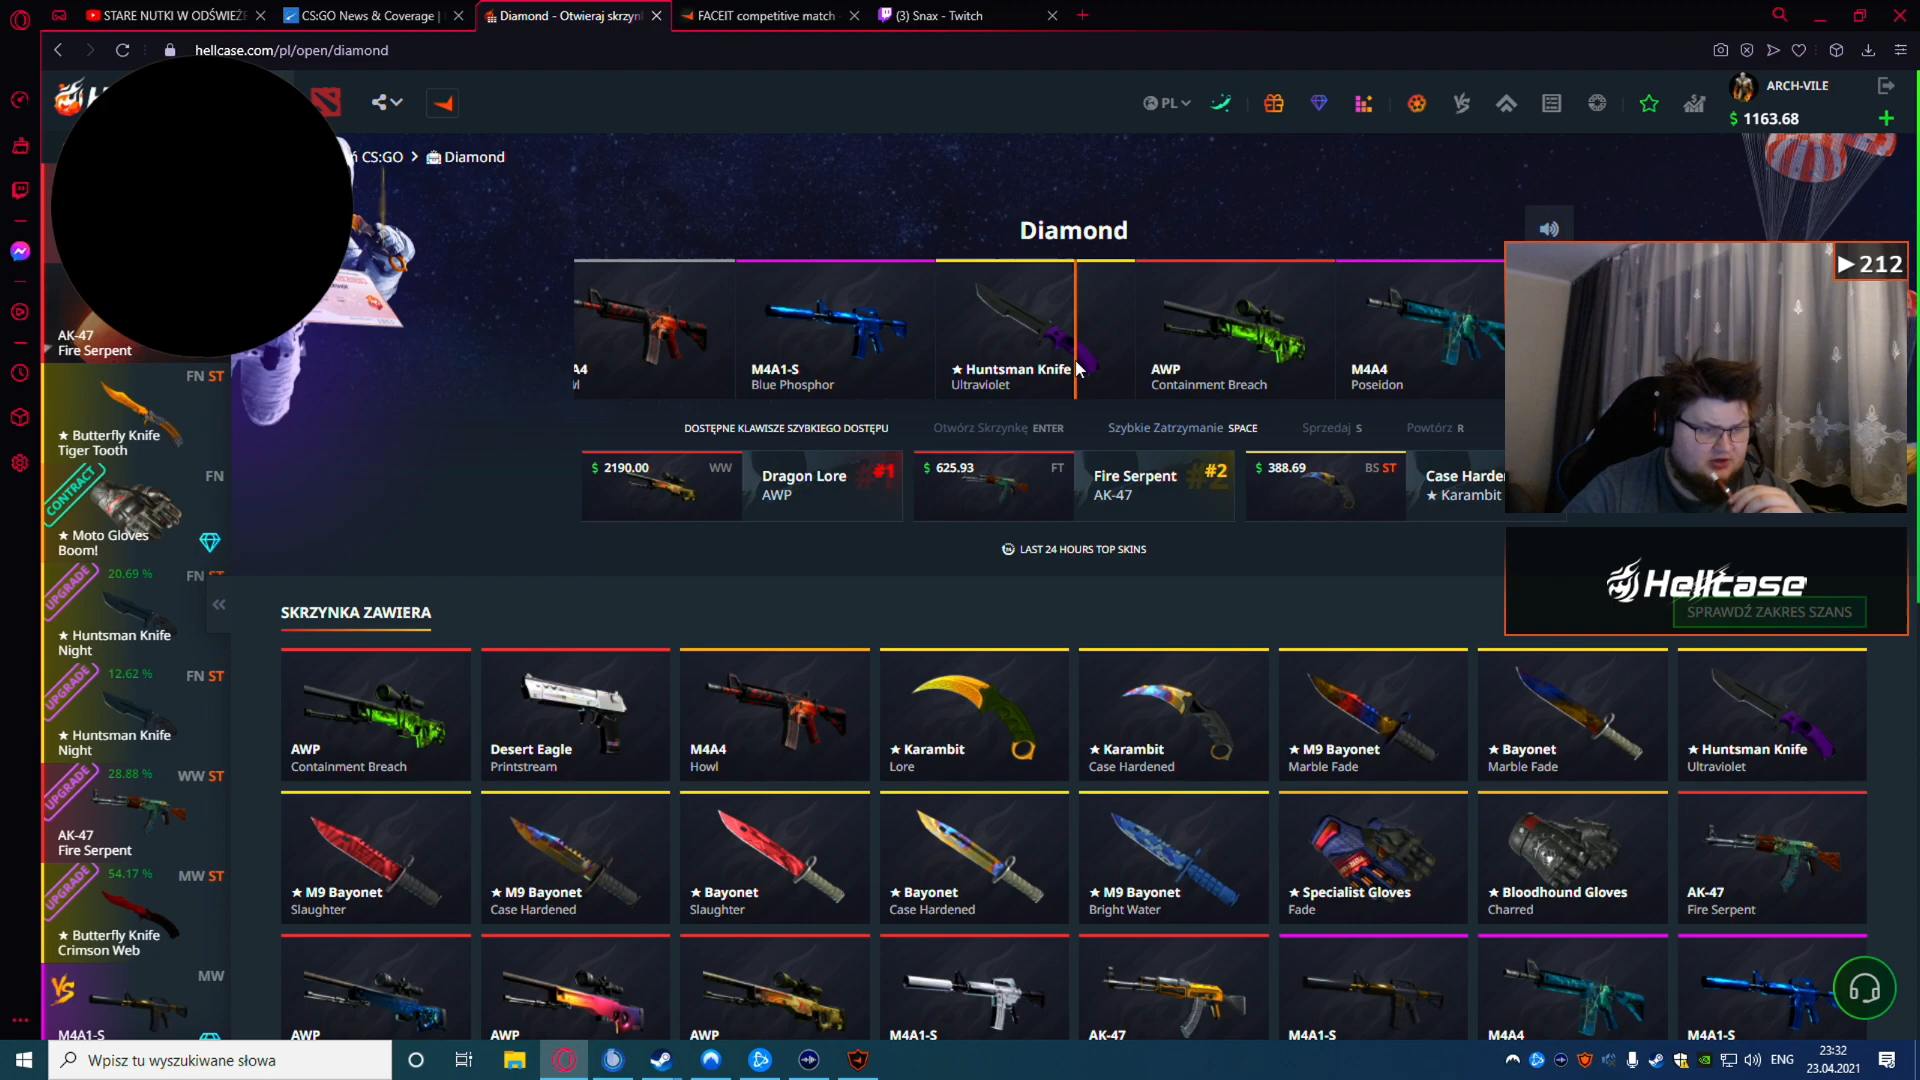 STARE NUTKI W ODŚWIEŻ
CS:GO News & Coverage |
Diamond - Otwieraj skrzyn
FACEIT competitive match
(3) Snax - Twitch
hellcase.com/pl/open/diamond
PL
ARCH-VILE
$ 1163.68
CS:GO > Diamond
Diamond
▶212
AK-47
Fire Serpent
FN ST
★ Butterfly Knife
Tiger Tooth
CONTRACT
FN
★ Moto Gloves
Boom!
UPGRADE
20.69 %
FN ST
★ Huntsman Knife
Night
UPGRADE
12.62 %
FN ST
★ Huntsman Knife
Night
UPGRADE
28.88 %
WW ST
AK-47
Fire Serpent
UPGRADE
54.17 %
MW ST
★ Butterfly Knife
Crimson Web
VS
MW
M4A1-S
M4A1-S
Blue Phosphor
★ Huntsman Knife
Ultraviolet
AWP
Containment Breach
M4A4
Poseidon
DOSTĘPNE KLAWISZE SZYBKIEGO DOSTĘPU
Otwórz Skrzynkę ENTER
Szybkie Zatrzymanie SPACE
Sprzedaj S
Powtórz R
$ 2190.00
WW
Dragon Lore
AWP
#1
$ 625.93
FT
Fire Serpent
AK-47
#2
$ 388.69
BS ST
Case Harde
★ Karambit
24
LAST 24 HOURS TOP SKINS
Hellcase
SPRAWDŹ ZAKRES SZANS
SKRZYNKA ZAWIERA
AWP
Containment Breach
Desert Eagle
Printstream
M4A4
Howl
★ Karambit
Lore
★ Karambit
Case Hardened
★ M9 Bayonet
Marble Fade
★ Bayonet
Marble Fade
★ Huntsman Knife
Ultraviolet
★ M9 Bayonet
Slaughter
★ M9 Bayonet
Case Hardened
★ Bayonet
Slaughter
★ Bayonet
Case Hardened
★ M9 Bayonet
Bright Water
★ Specialist Gloves
Fade
★ Bloodhound Gloves
Charred
AK-47
Fire Serpent
AWP
AWP
AWP
M4A1-S
AK-47
M4A1-S
M4A4
M4A1-S
Wpisz tu wyszukiwane słowa
ENG
23:32
23.04.2021